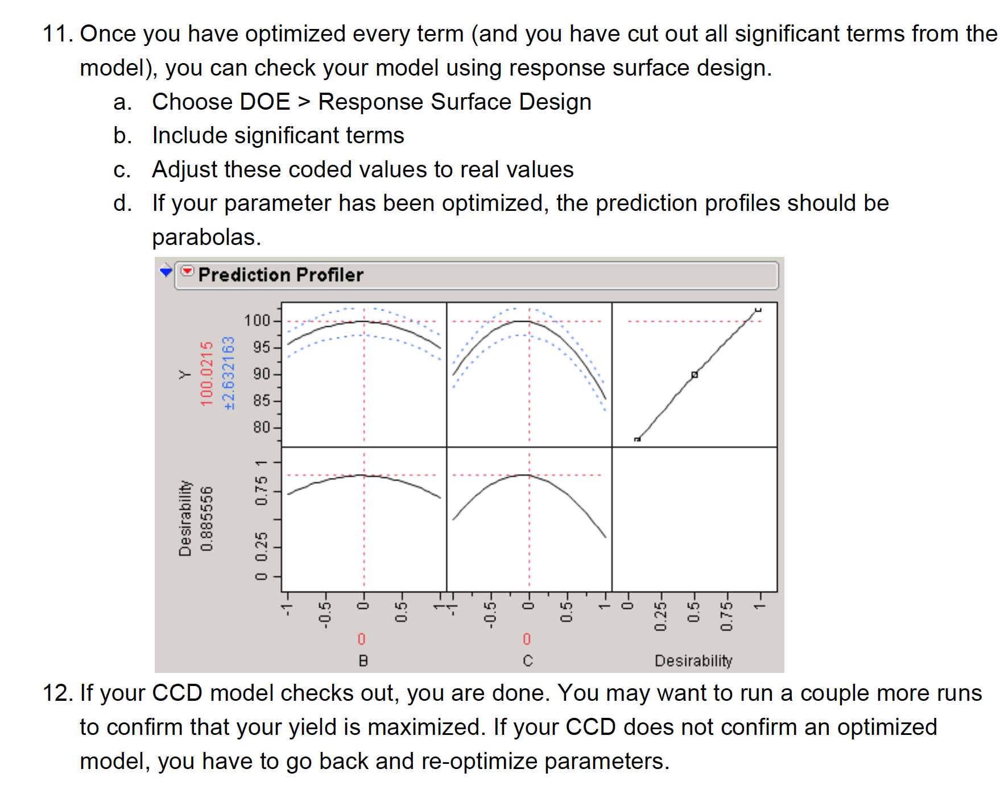 11. Once you have optimized every term (and you have cut out all significant terms from the
model), you can check your model using response surface design.
a. Choose DOE > Response Surface Design
b. Include significant terms
c. Adjust these coded values to real values
d. If your parameter has been optimized, the prediction profiles should be
parabolas.
Prediction Profiler
Y
100.0215
±2.632163
100
95
90
85
80
Desirability
0.885556
1
0.75
0.25
0
-1
-0.5
0
0.5
1
-1
-0.5
0
0.5
1
0
0.25
0.5
0.75
1
0
0
B
C
Desirability
12. If your CCD model checks out, you are done. You may want to run a couple more runs
to confirm that your yield is maximized. If your CCD does not confirm an optimized
model, you have to go back and re-optimize parameters.